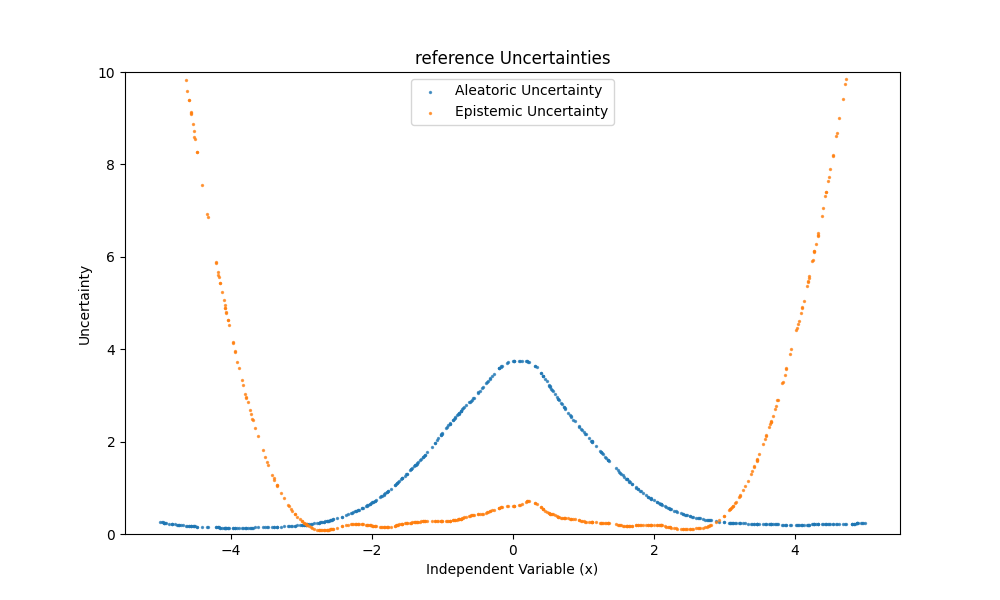 reference Uncertainties
Aleatoric Uncertainty
Epistemic Uncertainty
Uncertainty
10
8
6
4
2
0
−4
−2
0
2
4
Independent Variable (x)